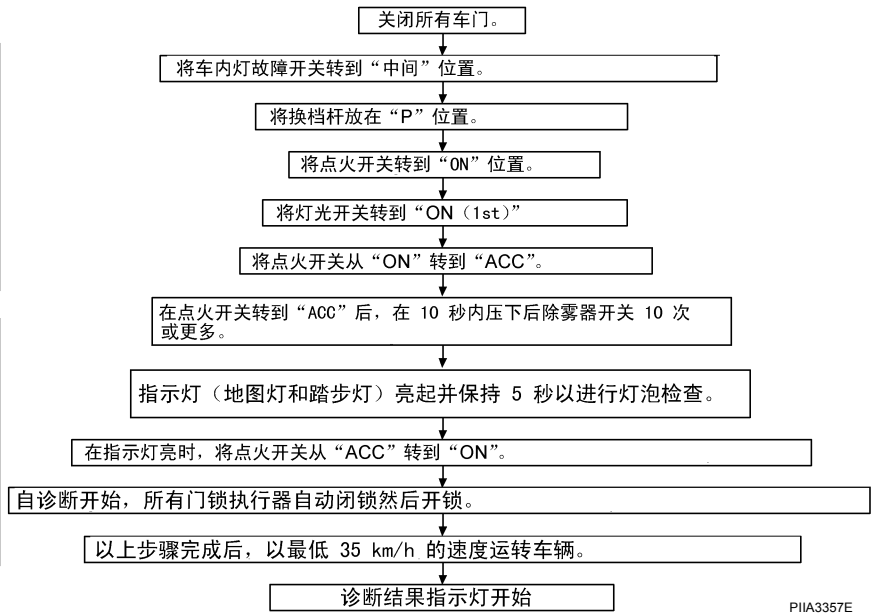 关闭所有车门。
将车内灯故障开关转到“中间”位置。
将换档杆放在“P”位置。
将点火开关转到“ON”位置。
将灯光开关转到“ON（1st）”
将点火开关从“ON”转到“ACC”。
在点火开关转到“ACC”后，在 10 秒内压下后除雾器开关 10 次
或更多。
指示灯（地图灯和踏步灯）亮起并保持 5 秒以进行灯泡检查。
在指示灯亮时，将点火开关从“ACC”转到“ON”。
自诊断开始，所有门锁执行器自动闭锁然后开锁。
以上步骤完成后，以最低 35 km/h 的速度运转车辆。
诊断结果指示灯开始
PIIA3357E